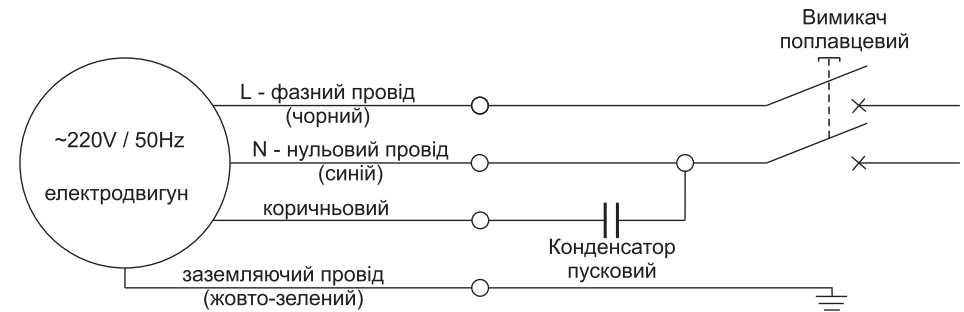 Вимикач
поплавцевий
L - фазний провід
(чорний)
~220V / 50Hz
N - нульовий провід
(синій)
електродвигун
коричньовий
Конденсатор
пусковий
заземляючий провід
(жовто-зелений)